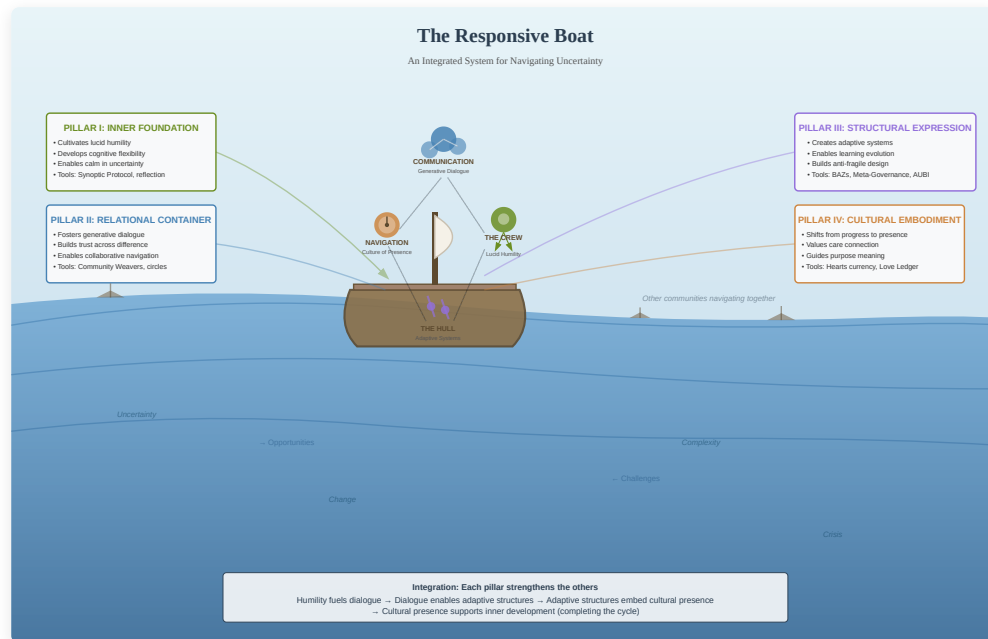 The Responsive Boat
An Integrated System for Navigating Uncertainty
PILLAR I: INNER FOUNDATION
• Cultivates lucid humility
• Develops cognitive flexibility
• Enables calm in uncertainty
• Tools: Synoptic Protocol, reflection
PILLAR II: RELATIONAL CONTAINER
• Fosters generative dialogue
• Builds trust across difference
• Enables collaborative navigation
• Tools: Community Weavers, circles
COMMUNICATION
Generative Dialogue
NAVIGATION
Culture of Presence
THE CREW
Lucid Humility
THE HULL
Adaptive Systems
PILLAR III: STRUCTURAL EXPRESSION
• Creates adaptive systems
• Enables learning evolution
• Builds anti-fragile design
• Tools: BAZs, Meta-Governance, AUBI
PILLAR IV: CULTURAL EMBODIMENT
• Shifts from progress to presence
• Values care connection
• Guides purpose meaning
• Tools: Hearts currency, Love Ledger
Other communities navigating together
Uncertainty
→ Opportunities
Complexity
→ Challenges
Change
Crisis
Integration: Each pillar strengthens the others
Humility fuels dialogue → Dialogue enables adaptive structures → Adaptive structures embed cultural presence
→ Cultural presence supports inner development (completing the cycle)